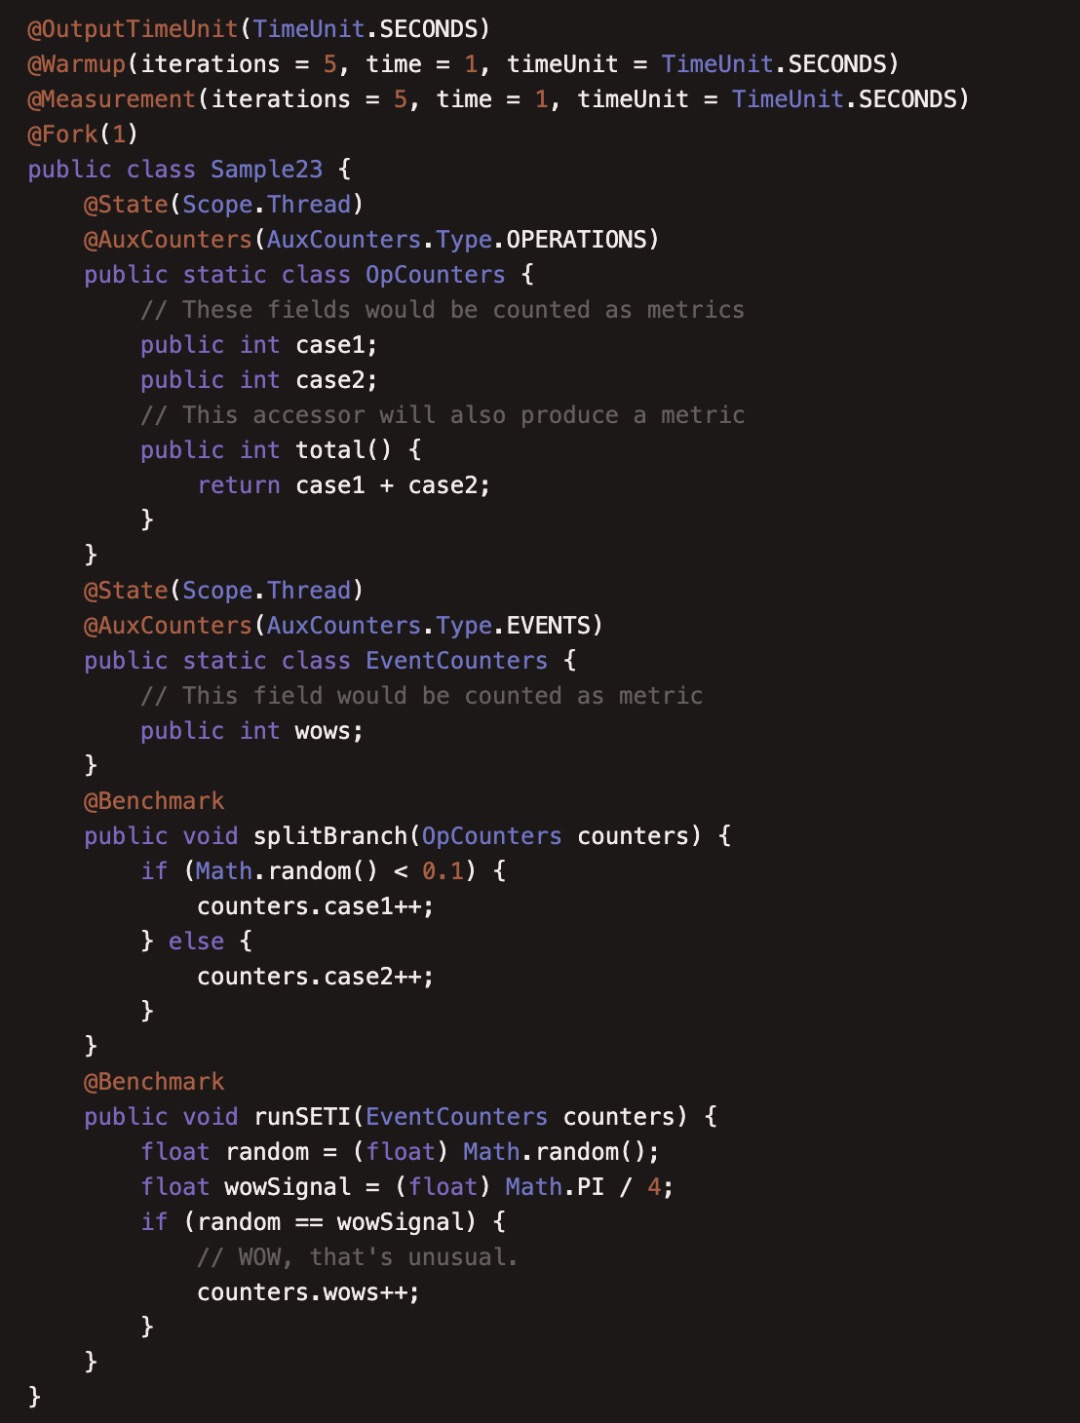 @OutputTimeUnit(TimeUnit.SECONDS)
@Warmup(iterations = 5, time = 1, timeUnit = TimeUnit.SECONDS)
@Measurement(iterations = 5, time = 1, timeUnit = TimeUnit.SECONDS)
@Fork(1)
public class Sample23 {
    @State(Scope.Thread)
    @AuxCounters(AuxCounters.Type.OPERATIONS)
    public static class OpCounters {
        // These fields would be counted as metrics
        public int case1;
        public int case2;
        // This accessor will also produce a metric
        public int total() {
            return case1 + case2;
        }
    }
    @State(Scope.Thread)
    @AuxCounters(AuxCounters.Type.EVENTS)
    public static class EventCounters {
        // This field would be counted as metric
        public int wows;
    }
    @Benchmark
    public void splitBranch(OpCounters counters) {
        if (Math.random() < 0.1) {
            counters.case1++;
        } else {
            counters.case2++;
        }
    }
    @Benchmark
    public void runSETI(EventCounters counters) {
        float random = (float) Math.random();
        float wowSignal = (float) Math.PI / 4;
        if (random == wowSignal) {
            // WOW, that's unusual.
            counters.wows++;
        }
    }
}